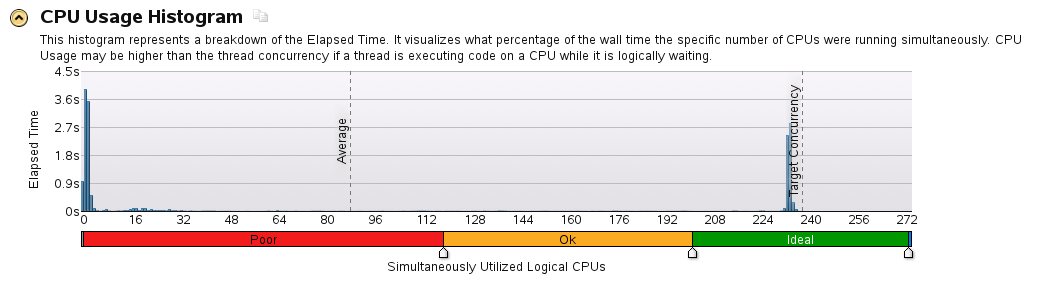 CPU Usage Histogram
This histogram represents a breakdown of the Elapsed Time. It visualizes what percentage of the wall time the specific number of CPUs were running simultaneously. CPU
Usage may be higher than the thread concurrency if a thread is executing code on a CPU while it is logically waiting.
4.5s
3.6s
2.7s
1.8s
0.9s
0s
Elapsed Time
Average
Target Concurrency
0 16 32 48 64 80 96 112 128 144 160 176 192 208 224 240 256 272
Poor Ok Ideal
Simultaneously Utilized Logical CPUs